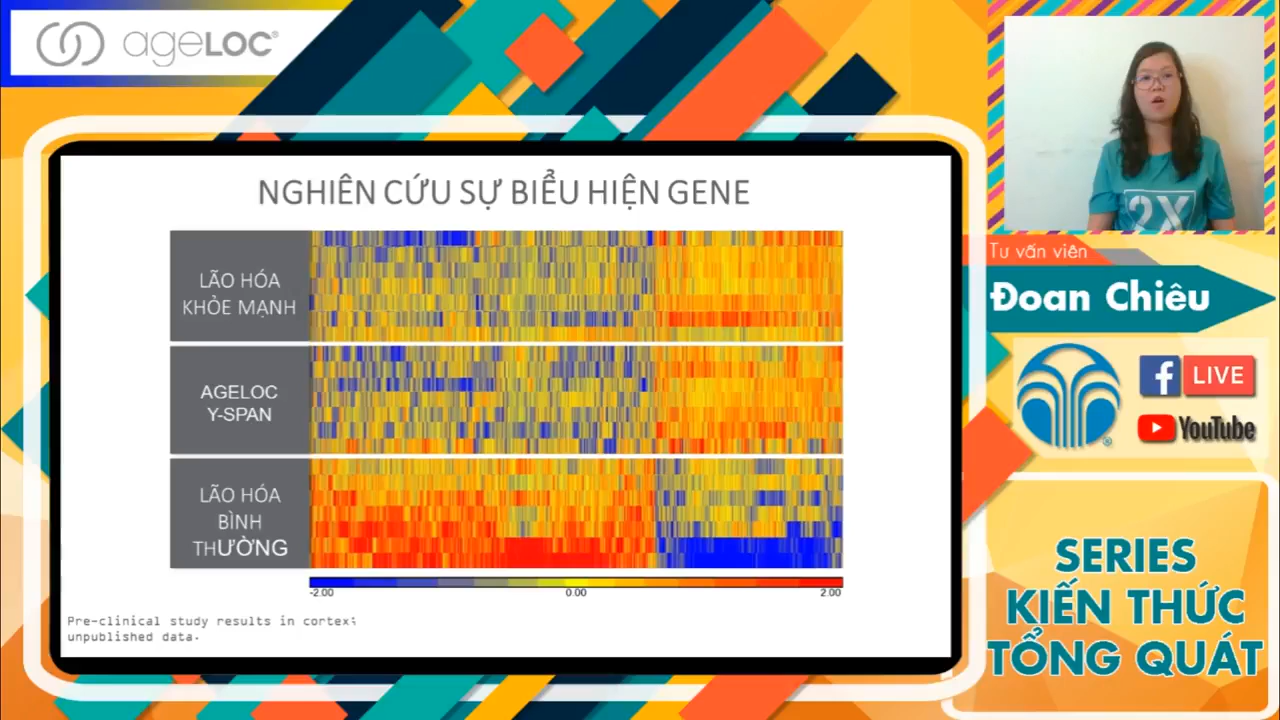 ageLOC®
NGHIÊN CỨU SỰ BIỂU HIỆN GENE
LÃO HÓA
KHỎE MẠNH
AGELOC
Y-SPAN
LÃO HÓA
BÌNH
THƯỜNG
-2.00 0.00 2.00
Pre-clinical study results in cortex;
unpublished data.
2X
Tư vấn viên
Đoan Chiêu
LIVE
YouTube
SERIES
KIẾN THỨC
TỔNG QUÁT